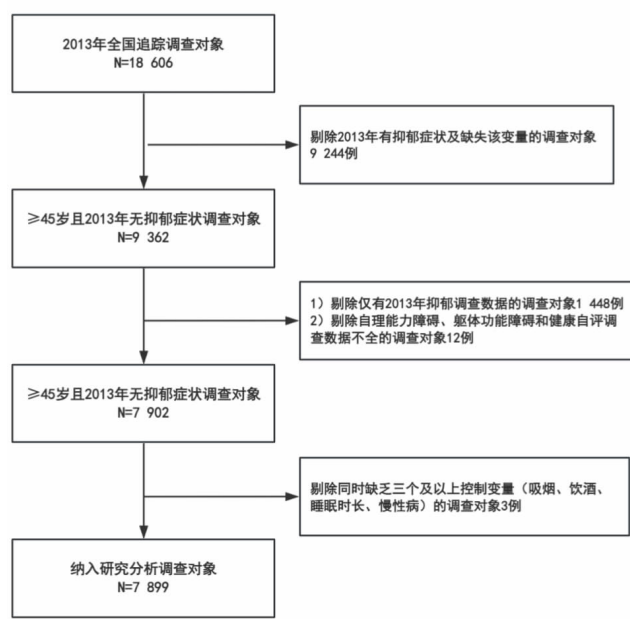 2013年全国追踪调查对象
N=18 606
剔除2013年有抑郁症状及缺失该变量的调查对象
9 244例
≥45岁且2013年无抑郁症状调查对象
N=9 362
1）剔除仅有2013年抑郁调查数据的调查对象1 448例
2）剔除自理能力障碍、躯体功能障碍和健康自评调
查数据不全的调查对象12例
≥45岁且2013年无抑郁症状调查对象
N=7 902
剔除同时缺乏三个及以上控制变量（吸烟、饮酒、
睡眠时长、慢性病）的调查对象3例
纳入研究分析调查对象
N=7 899